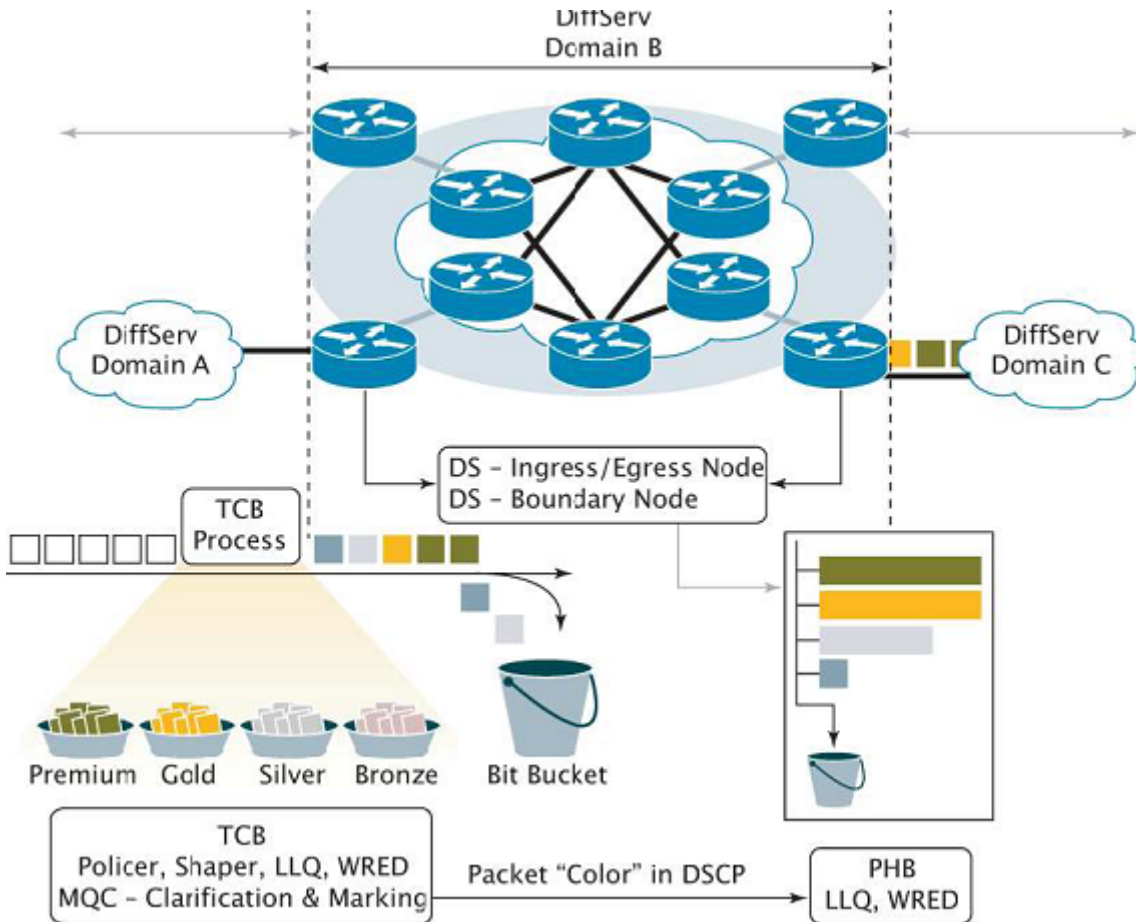 DiffServ
Domain B
DiffServ
Domain A
DiffServ
Domain C
DS – Ingress/Egress Node
DS – Boundary Node
TCB
Process
Premium
Gold
Silver
Bronze
Bit Bucket
TCB
Policer, Shaper, LLQ, WRED
MQC – Clarification & Marking
Packet “Color” in DSCP
PHB
LLQ, WRED